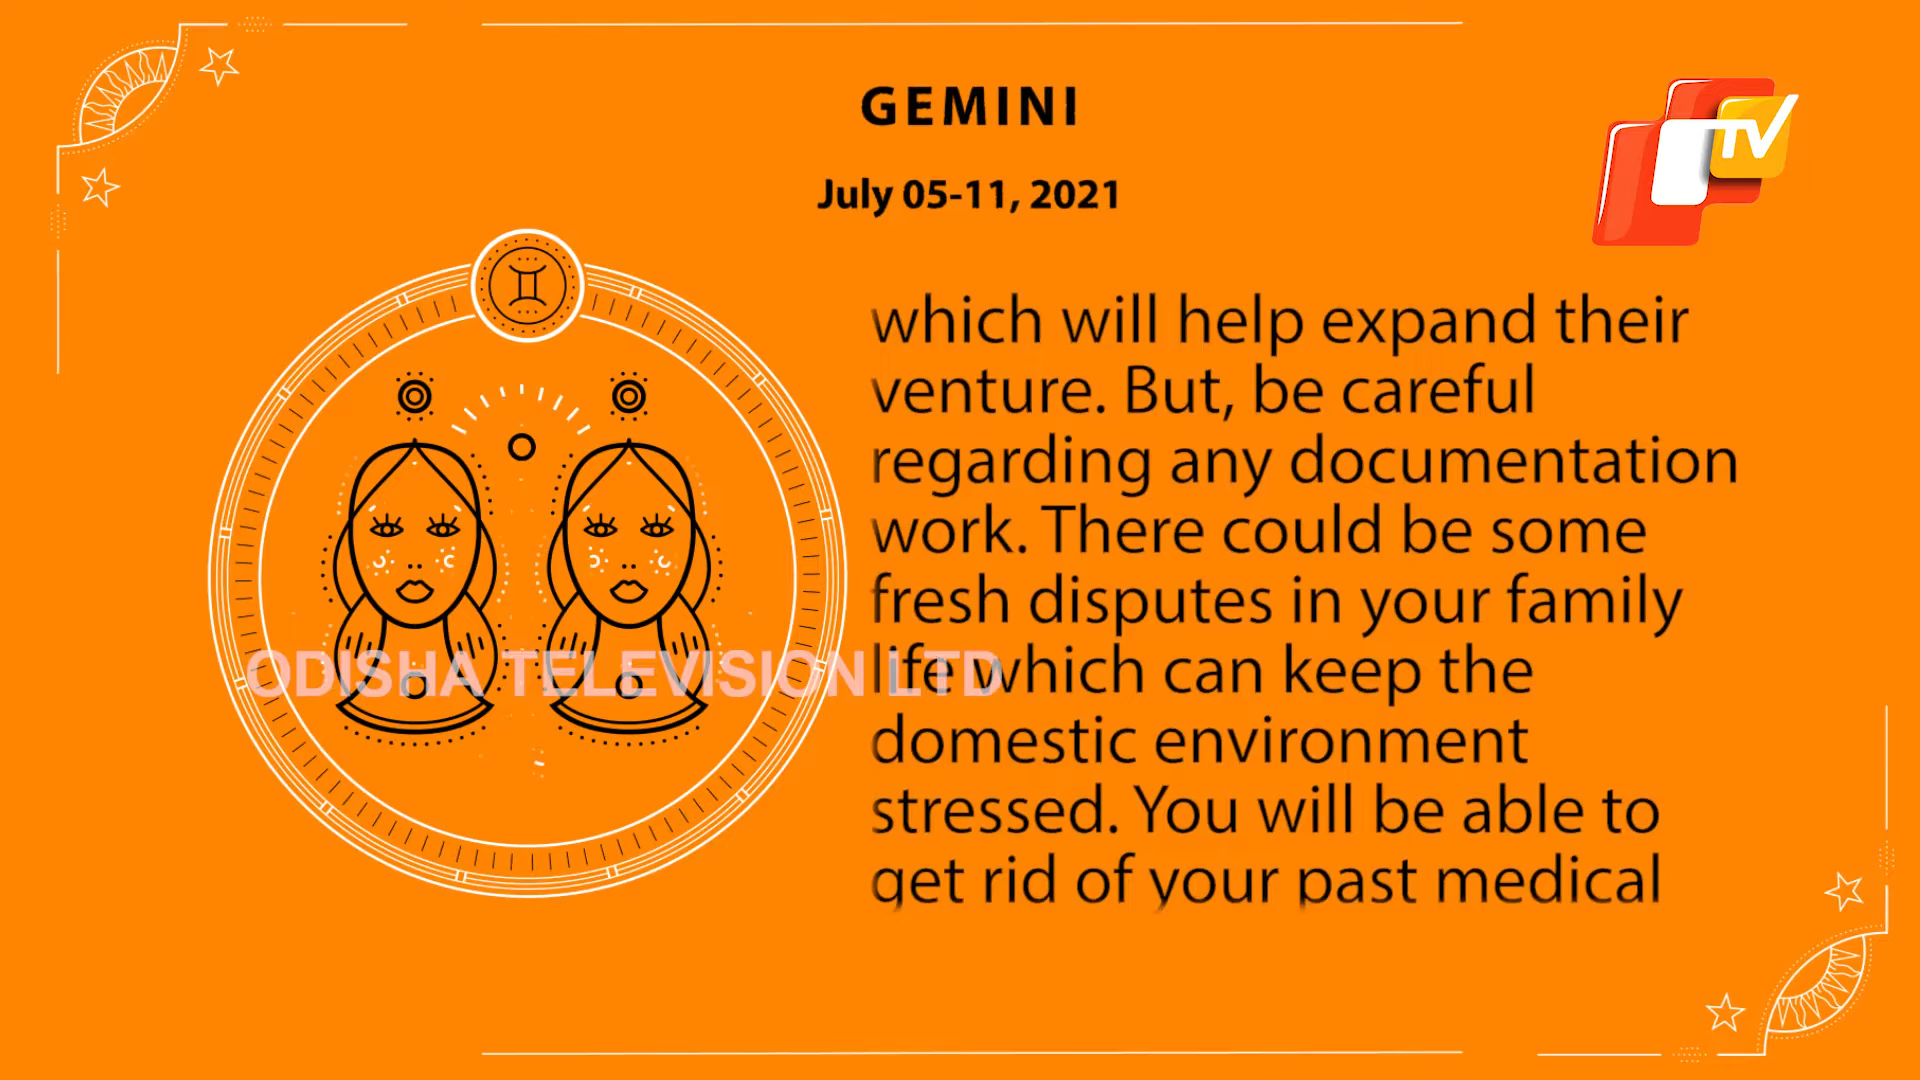 GEMINI
July 05-11, 2021
TV
which will help expand their
venture. But, be careful
regarding any documentation
work. There could be some
fresh disputes in your family
life which can keep the
domestic environment
stressed. You will be able to
get rid of your past medical
ODISHA TELEVISION LTD